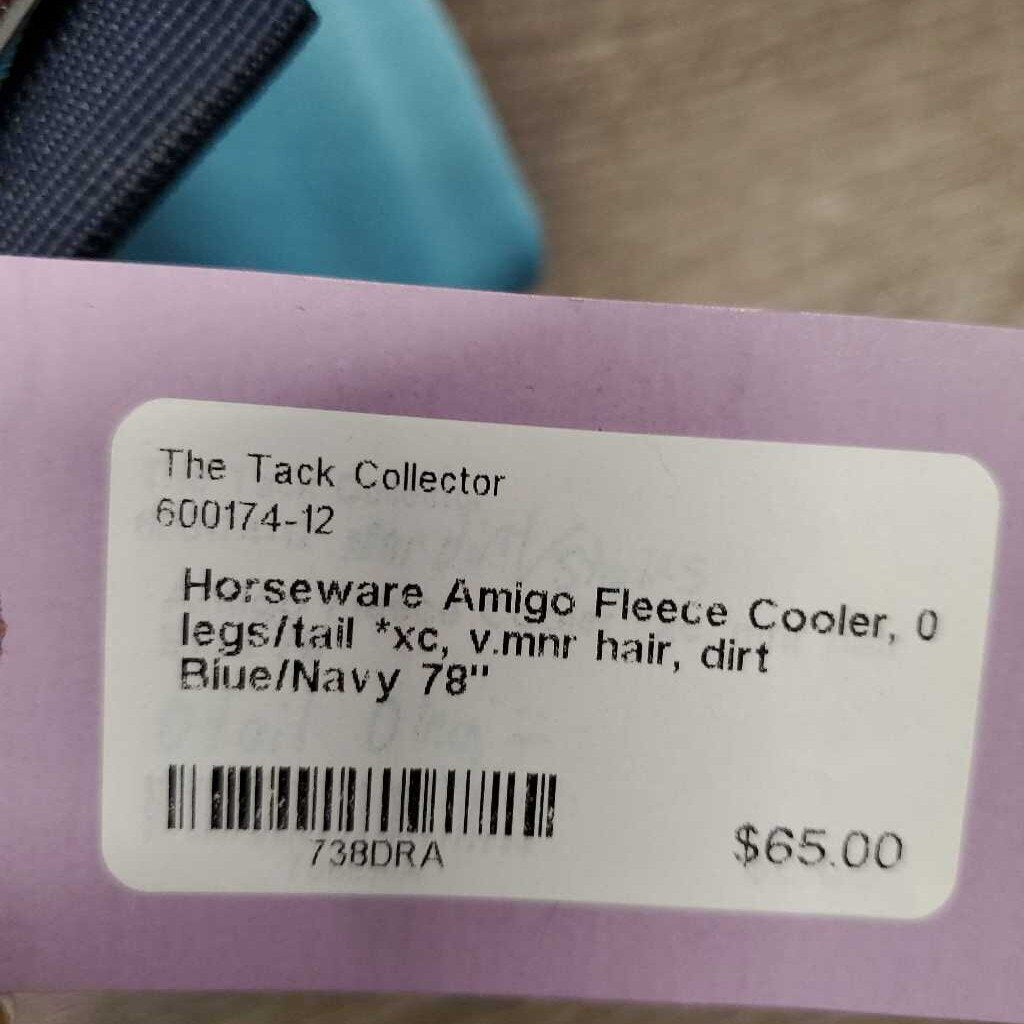 The Tack Collector
600174-12
Horseware Amigo Fleece Cooler, 0
legs/tail *xc, v.mnr hair, dirt
Blue/Navy 78"
738DRA
$65.00